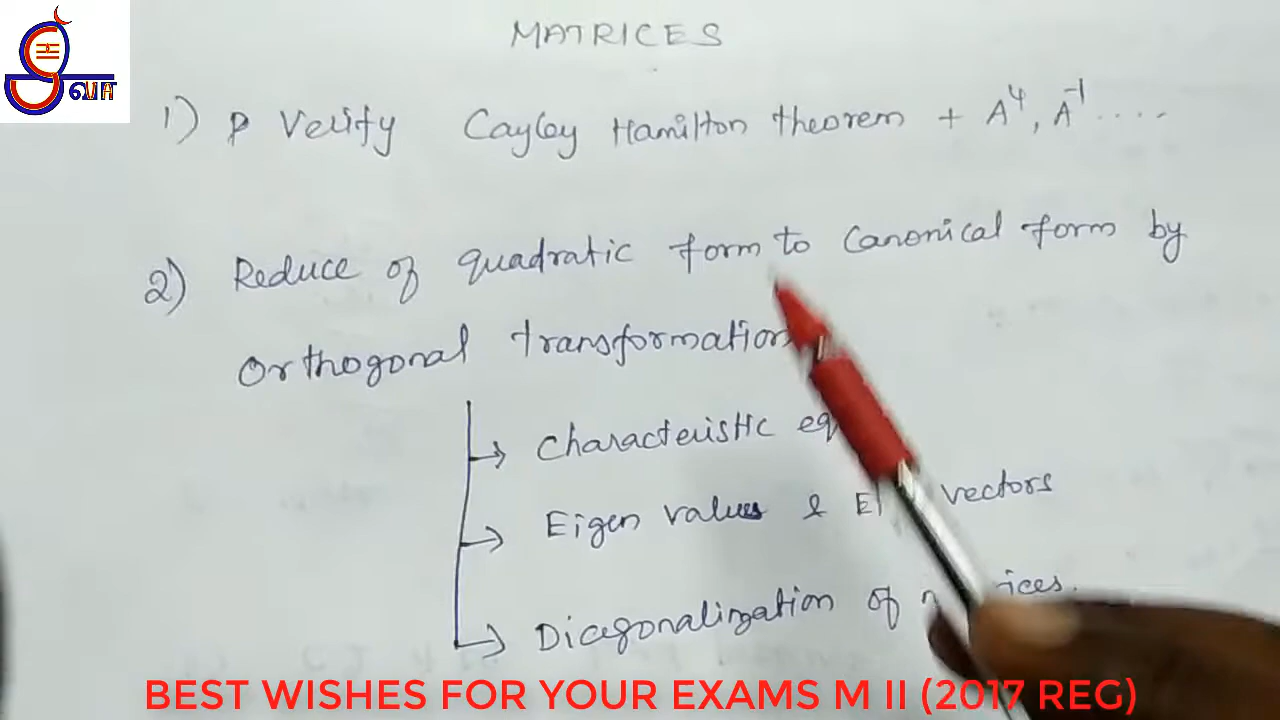 சிவா
MATRICES
1) Verify Cayley Hamilton theorem + A⁴, A⁻¹ ....
2) Reduce of quadratic form to canonical form by
Orthogonal transformation
→ Characteristic eq
→ Eigen values & vectors
→ Diagonalization of
BEST WISHES FOR YOUR EXAMS M II (2017 REG)